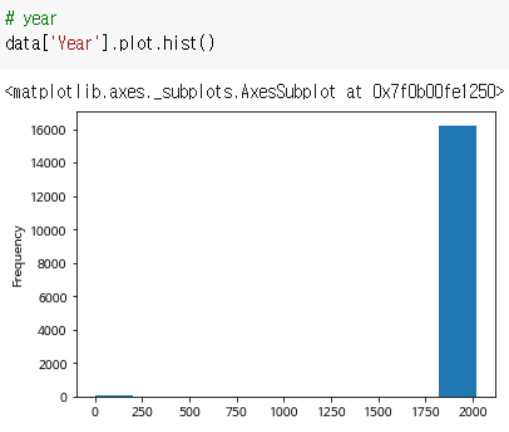 # year
data['Year'].plot.hist()
<matplotlib.axes._subplots.AxesSubplot at 0x7f0b00fe1250>
16000
14000
12000
10000
8000
6000
4000
2000
0
Frequency
0 250 500 750 1000 1250 1500 1750 2000